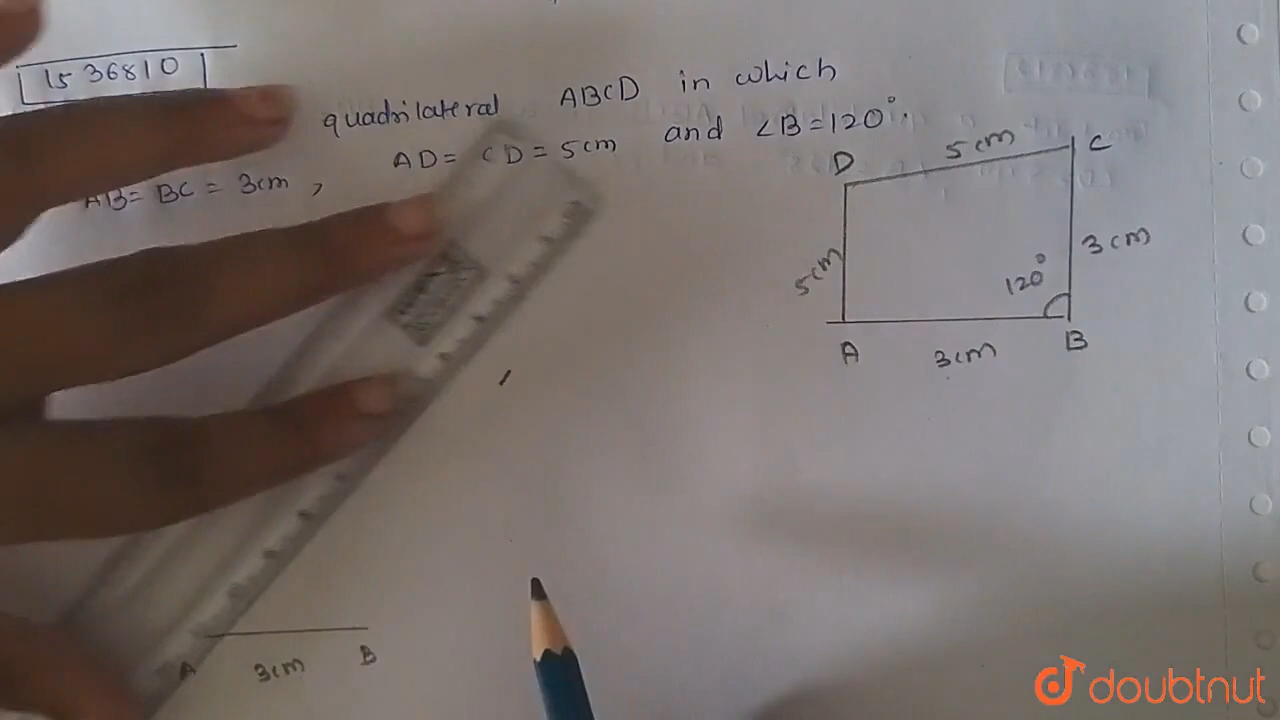 1536810
quadrilateral ABCD in which
AB = BC = 3cm, AD = CD = 5cm and ∠B = 120°.
D 5cm C
5cm 120° 3cm
A 3cm B
A 3cm B
doubtnut